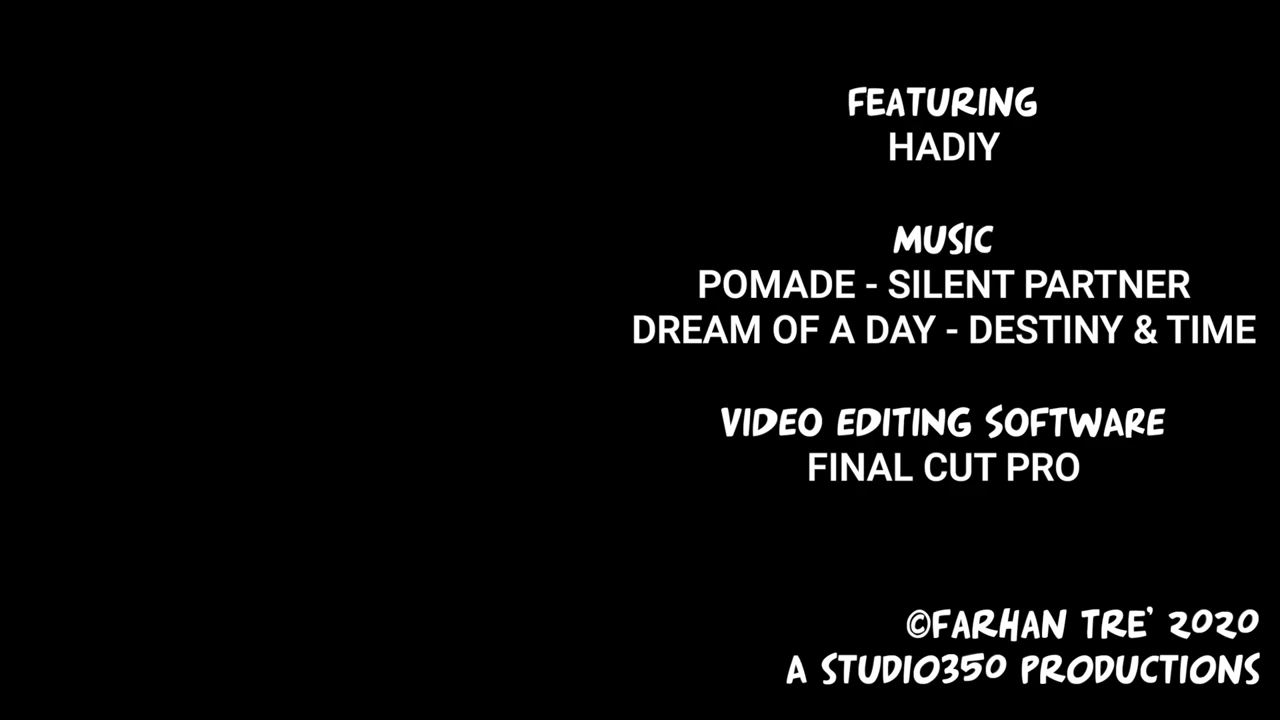 FEATURING
HADIY
MUSIC
POMADE - SILENT PARTNER
DREAM OF A DAY - DESTINY & TIME
VIDEO EDITING SOFTWARE
FINAL CUT PRO
©FARHAN TRE' 2020
A STUDIO350 PRODUCTIONS